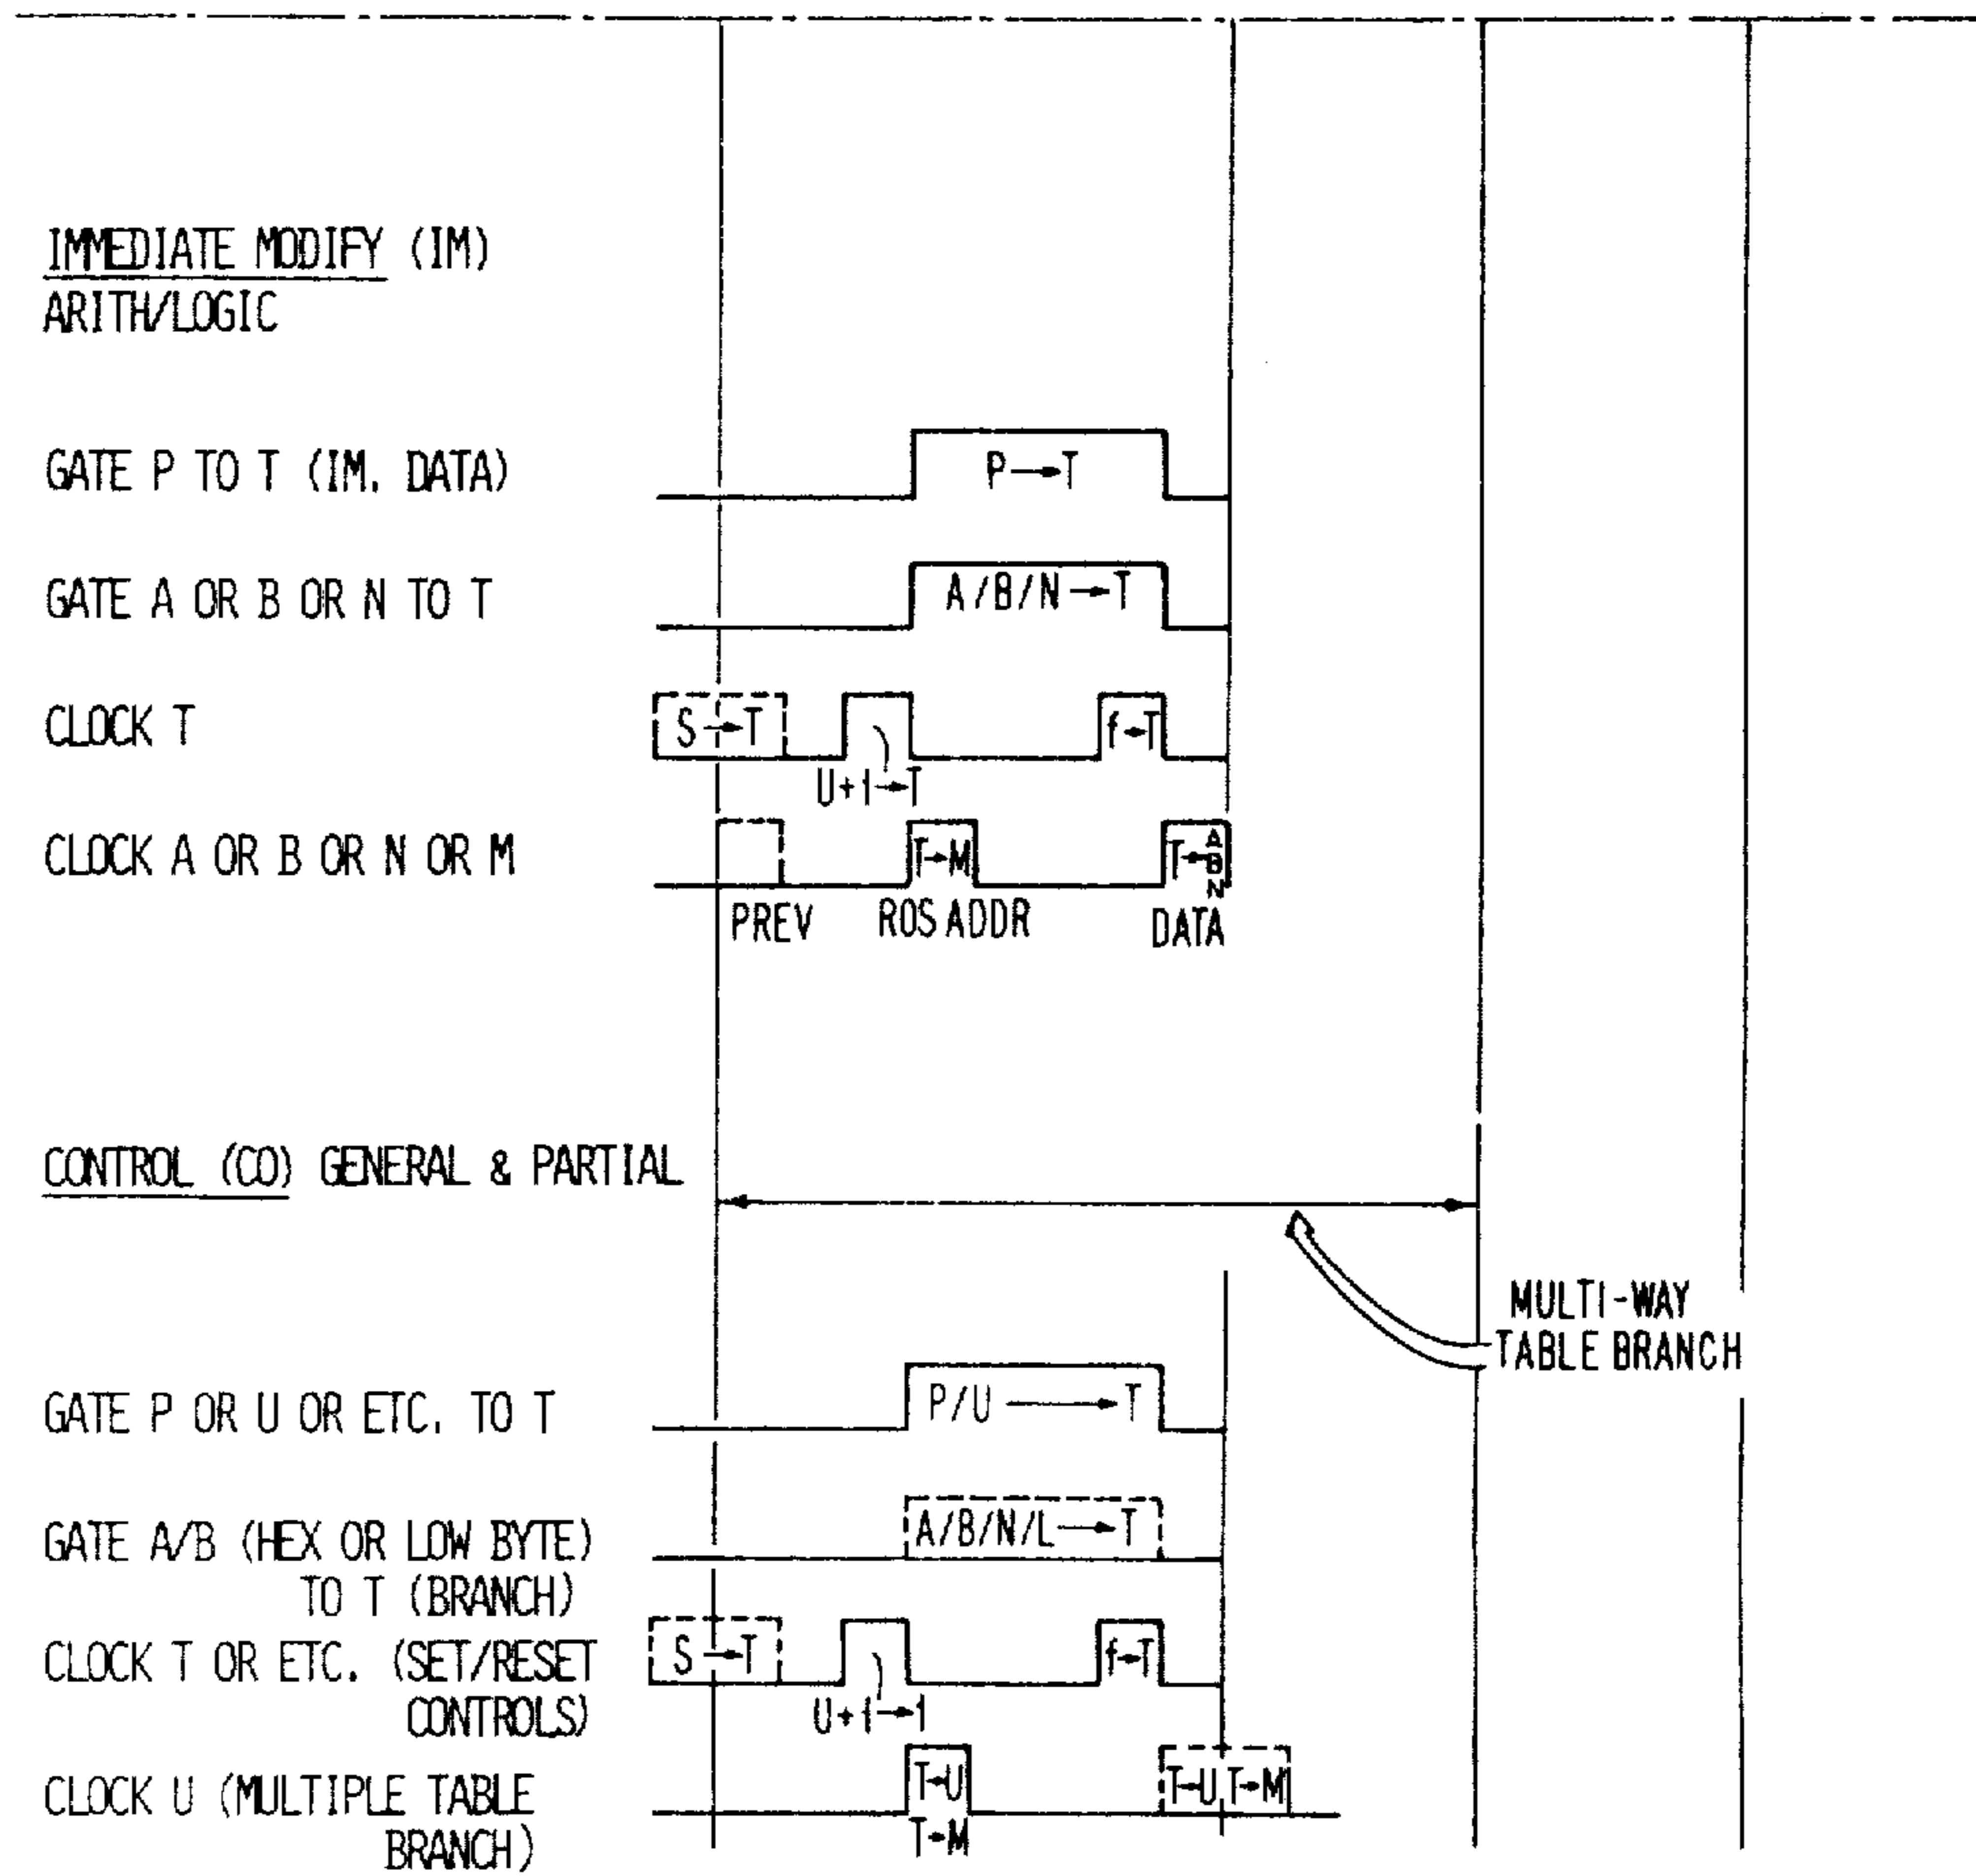 IMMEDIATE MODIFY (IM)
ARITH/LOGIC
GATE P TO T (IM. DATA)
P→T
GATE A OR B OR N TO T
A/B/N→T
CLOCK T
S→T
f→T
U+1→T
CLOCK A OR B OR N OR M
T→M
T→A B N
PREV
ROS ADDR
DATA
CONTROL (CO) GENERAL & PARTIAL
MULTI-WAY
TABLE BRANCH
GATE P OR U OR ETC. TO T
P/U→T
GATE A/B (HEX OR LOW BYTE)
TO T (BRANCH)
A/B/N/L→T
CLOCK T OR ETC. (SET/RESET
CONTROLS)
S→T
f→T
U+1→1
CLOCK U (MULTIPLE TABLE
BRANCH)
T→U
T→M
T→U T→M